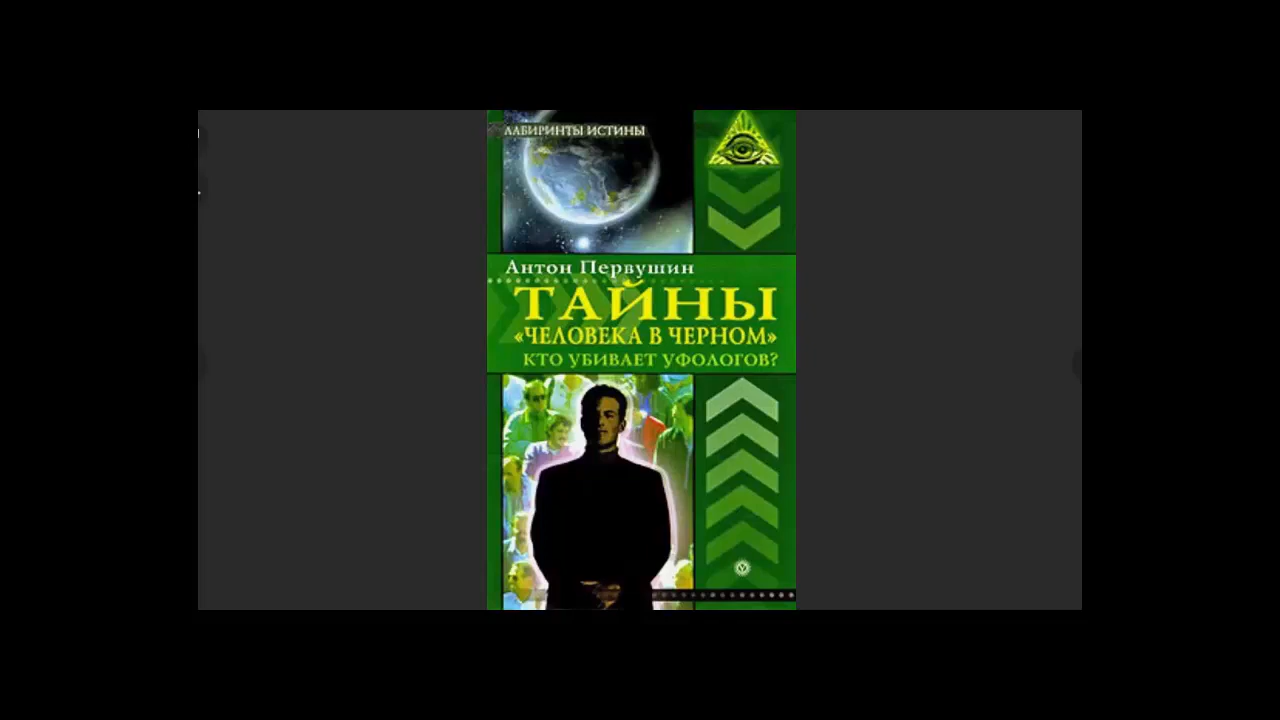 ЛАБИРИНТЫ ИСТИНЫ
Антон Первушин
ТАЙНЫ
«ЧЕЛОВЕКА В ЧЕРНОМ»
КТО УБИВАЕТ УФОЛОГОВ?